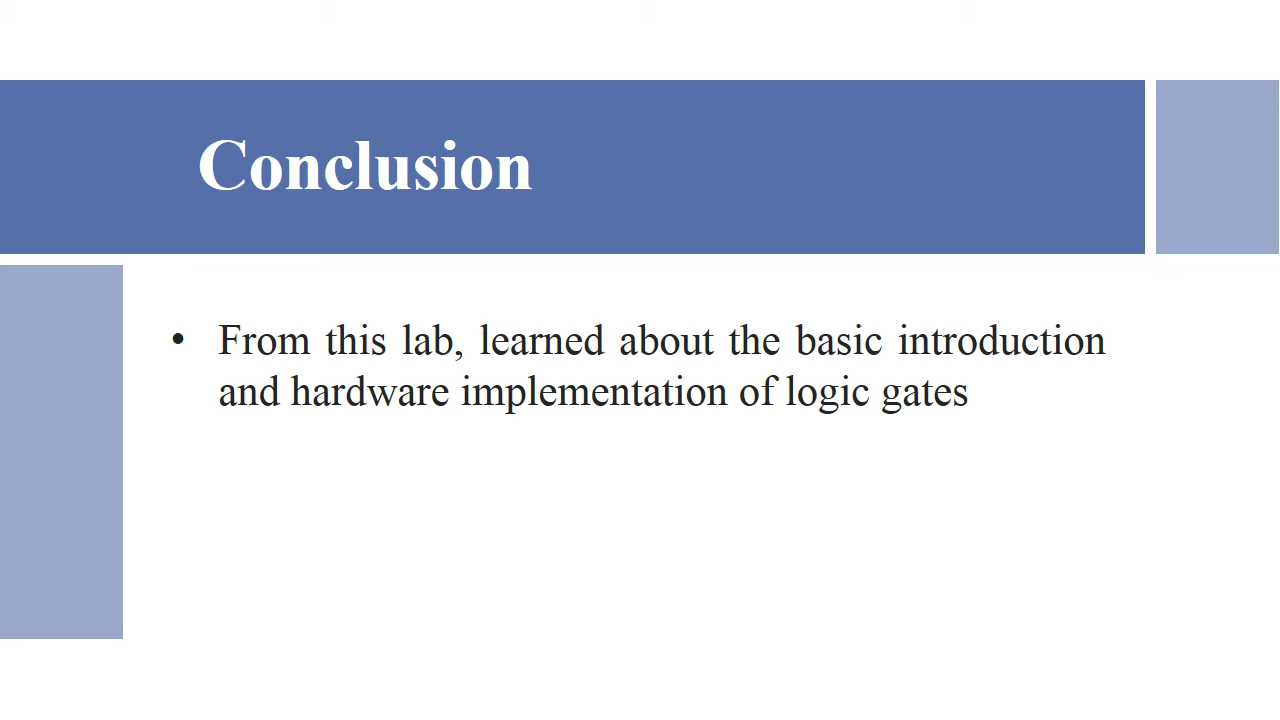 Conclusion
• From this lab, learned about the basic introduction
and hardware implementation of logic gates